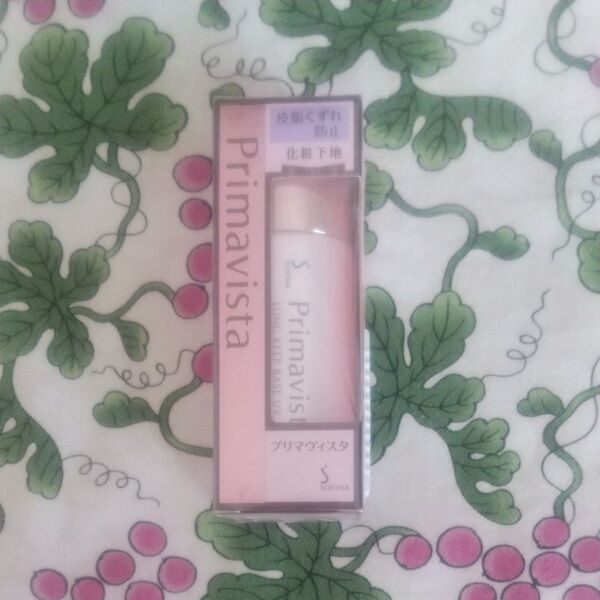 Primavista
皮脂くずれ
防止
化粧下地
S
SOFINA
Primavist
LONG KEEP BASE UV
プリマヴィスタ
S
SOFINA